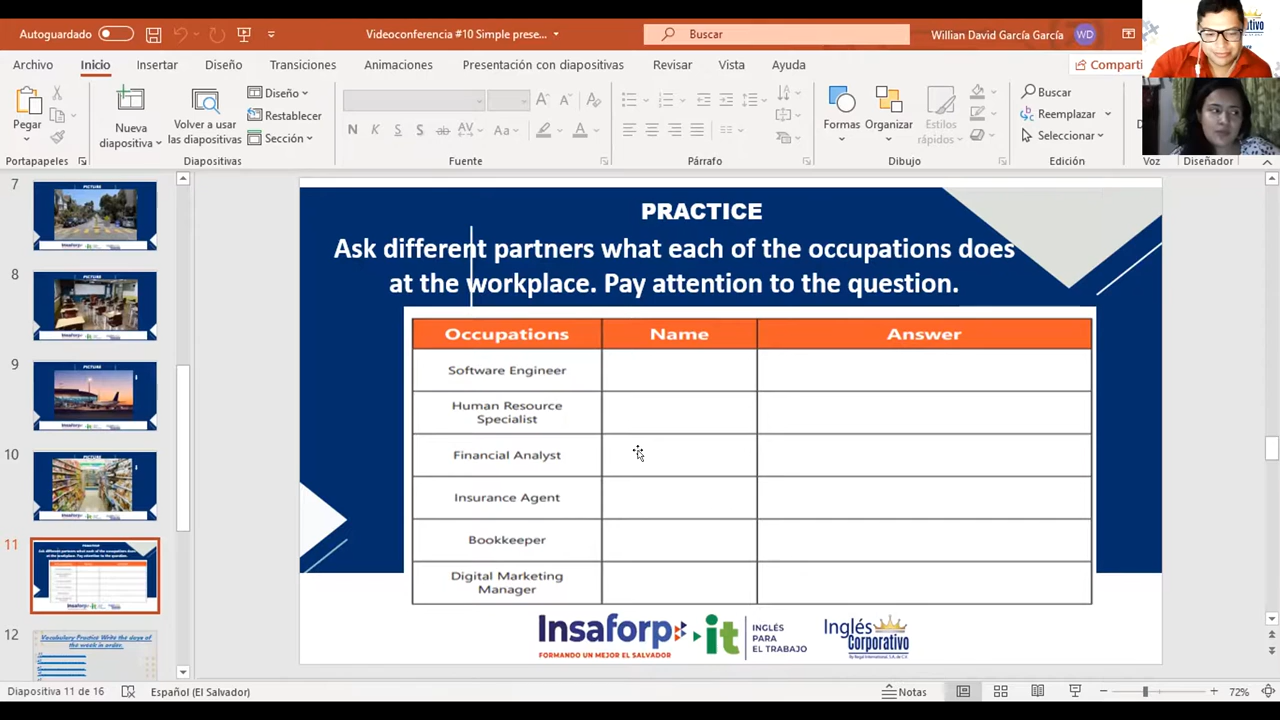 Autoguardado
Videoconferencia #10 Simple prese...
Buscar
Willian David García García
WD
Archivo
Inicio
Insertar
Diseño
Transiciones
Animaciones
Presentación con diapositivas
Revisar
Vista
Ayuda
Comparti
Pegar
Nueva
diapositiva
Volver a usar
las diapositivas
Diseño
Restablecer
Sección
N K S S ab AV Aa A
Formas
Organizar
Estilos
rápidos
Buscar
Reemplazar
Seleccionar
D
Portapapeles
Diapositivas
Fuente
Párrafo
Dibujo
Edición
Voz
Diseñador
7
PICTURE
8
PICTURE
9
PICTURE
10
PICTURE
11
12
Vocabulary Practice Write the days of
the week in order.
PRACTICE
Ask different partners what each of the occupations does
at the workplace. Pay attention to the question.
Occupations Name Answer
Software Engineer
Human Resource
Specialist
Financial Analyst
Insurance Agent
Bookkeeper
Digital Marketing
Manager
Insaforp
FORMANDO UN MEJOR EL SALVADOR
it
INGLÉS
PARA
EL TRABAJO
Inglés
Corporativo
Diapositiva 11 de 16
Español (El Salvador)
Notas
72%